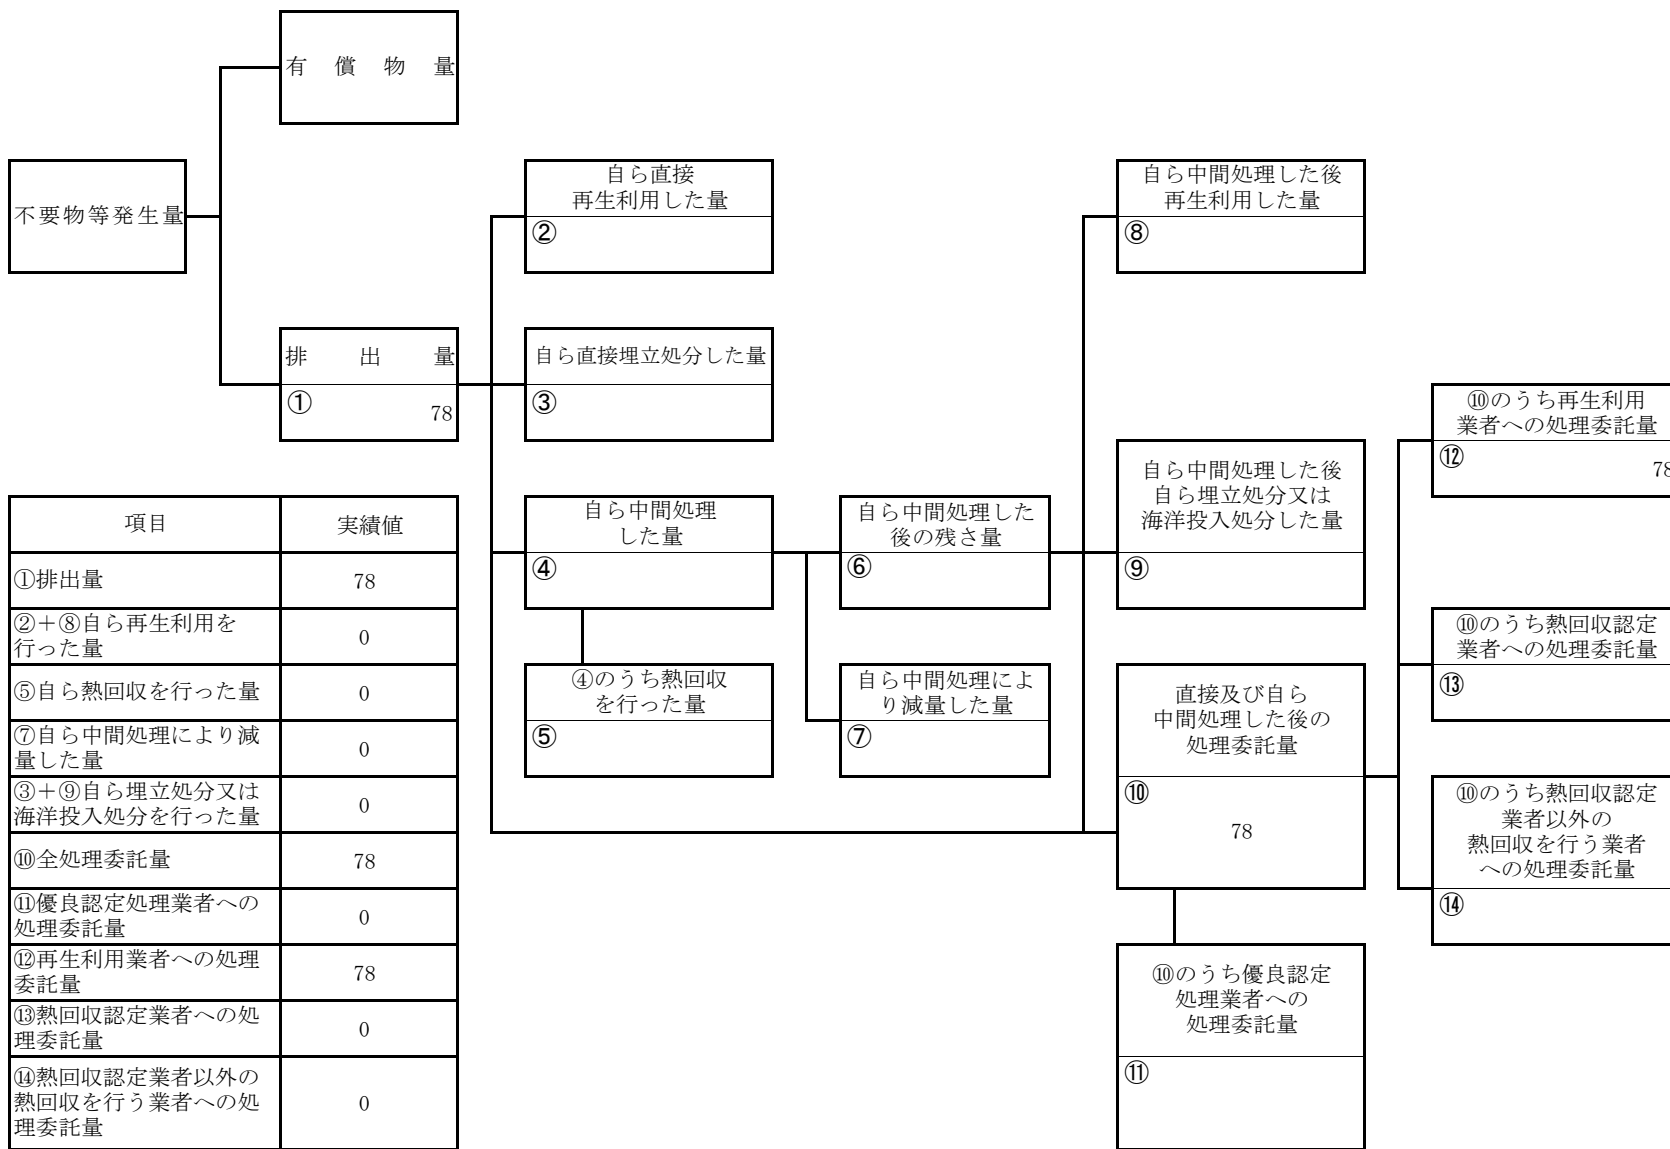 有償物量
不要物等発生量
排出量
①
78
自ら直接
再生利用した量
②
自ら直接埋立処分した量
③
自ら中間処理
した量
④
④のうち熱回収
を行った量
⑤
自ら中間処理した
後の残さ量
⑥
自ら中間処理によ
り減量した量
⑦
自ら中間処理した後
再生利用した量
⑧
自ら中間処理した後
自ら埋立処分又は
海洋投入処分した量
⑨
直接及び自ら
中間処理した後の
処理委託量
⑩
78
⑩のうち優良認定
処理業者への
処理委託量
⑪
⑩のうち再生利用
業者への処理委託量
⑫
78
⑩のうち熱回収認定
業者への処理委託量
⑬
⑩のうち熱回収認定
業者以外の
熱回収を行う業者
への処理委託量
⑭
項目 実績値
①排出量 78
②＋⑧自ら再生利用を
行った量 0
⑤自ら熱回収を行った量 0
⑦自ら中間処理により減
量した量 0
③＋⑨自ら埋立処分又は
海洋投入処分を行った量 0
⑩全処理委託量 78
⑪優良認定処理業者への
処理委託量 0
⑫再生利用業者への処理
委託量 78
⑬熱回収認定業者への処
理委託量 0
⑭熱回収認定業者以外の
熱回収を行う業者への処
理委託量 0